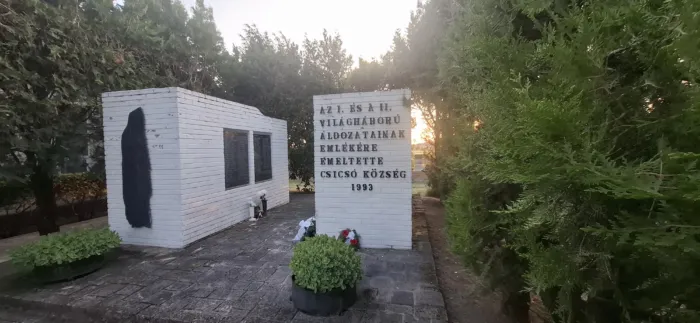 AZ I. ÉS A II.
VILÁGHÁBORÚ
ÁLDOZATAINAK
EMLÉKÉRE
EMELTETTE
CSICSÓ KÖZSÉG
1993